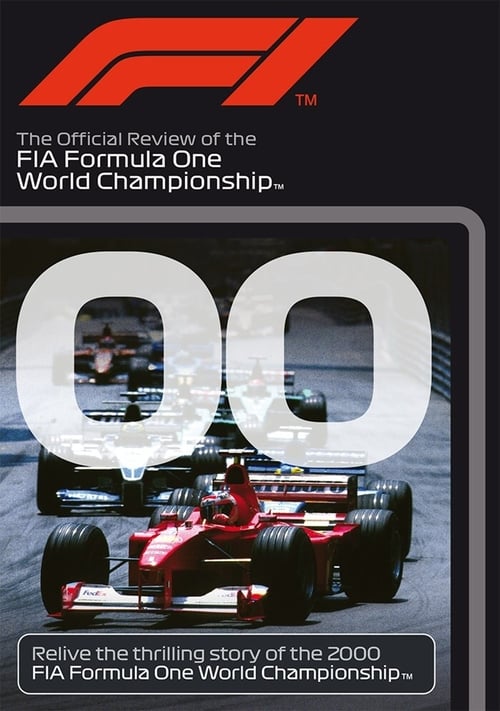 F1
TM
The Official Review of the
FIA Formula One
World Championship™
00
FedEx
Relive the thrilling story of the 2000
FIA Formula One World Championship™